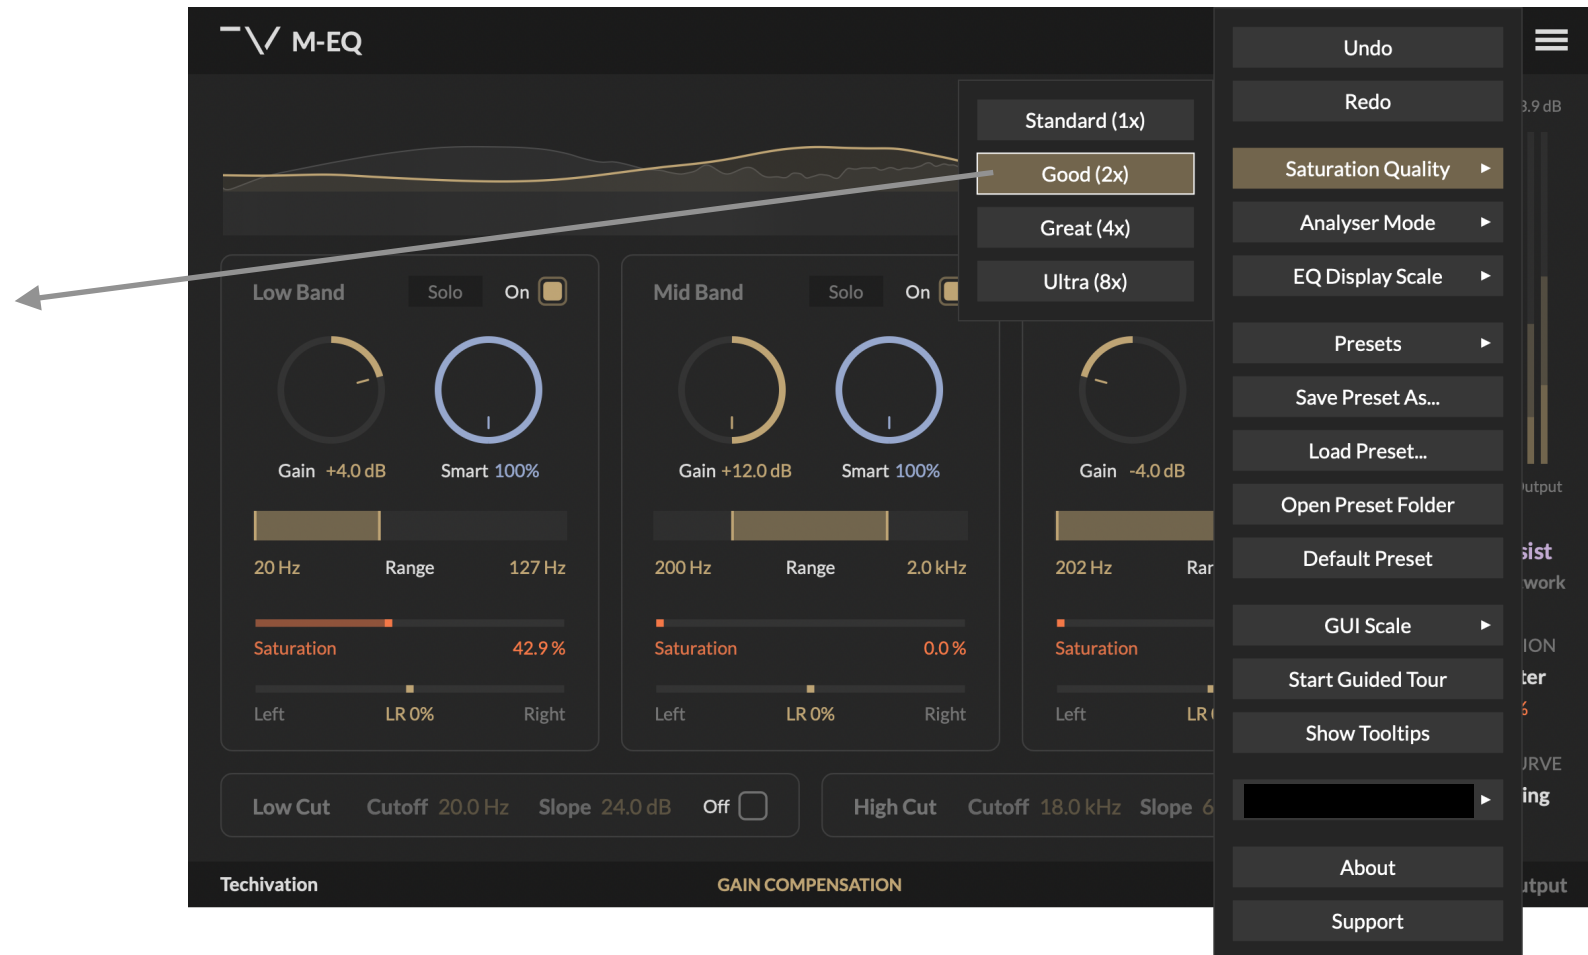 M-EQ
Undo
Redo
Saturation Quality
Analyser Mode
EQ Display Scale
Presets
Save Preset As...
Load Preset...
Open Preset Folder
Default Preset
GUI Scale
Start Guided Tour
Show Tooltips
About
Support
Standard (1x)
Good (2x)
Great (4x)
Ultra (8x)
3.9 dB
Low Band Solo On
Gain +4.0 dB Smart 100%
20 Hz Range 127 Hz
Saturation 42.9 %
Left LR 0% Right
Mid Band Solo On
Gain +12.0 dB Smart 100%
200 Hz Range 2.0 kHz
Saturation 0.0 %
Left LR 0% Right
Gain -4.0 dB
202 Hz
Saturation
Left LR
Low Cut Cutoff 20.0 Hz Slope 24.0 dB Off
High Cut Cutoff 18.0 kHz Slope 6
Techivation
GAIN COMPENSATION